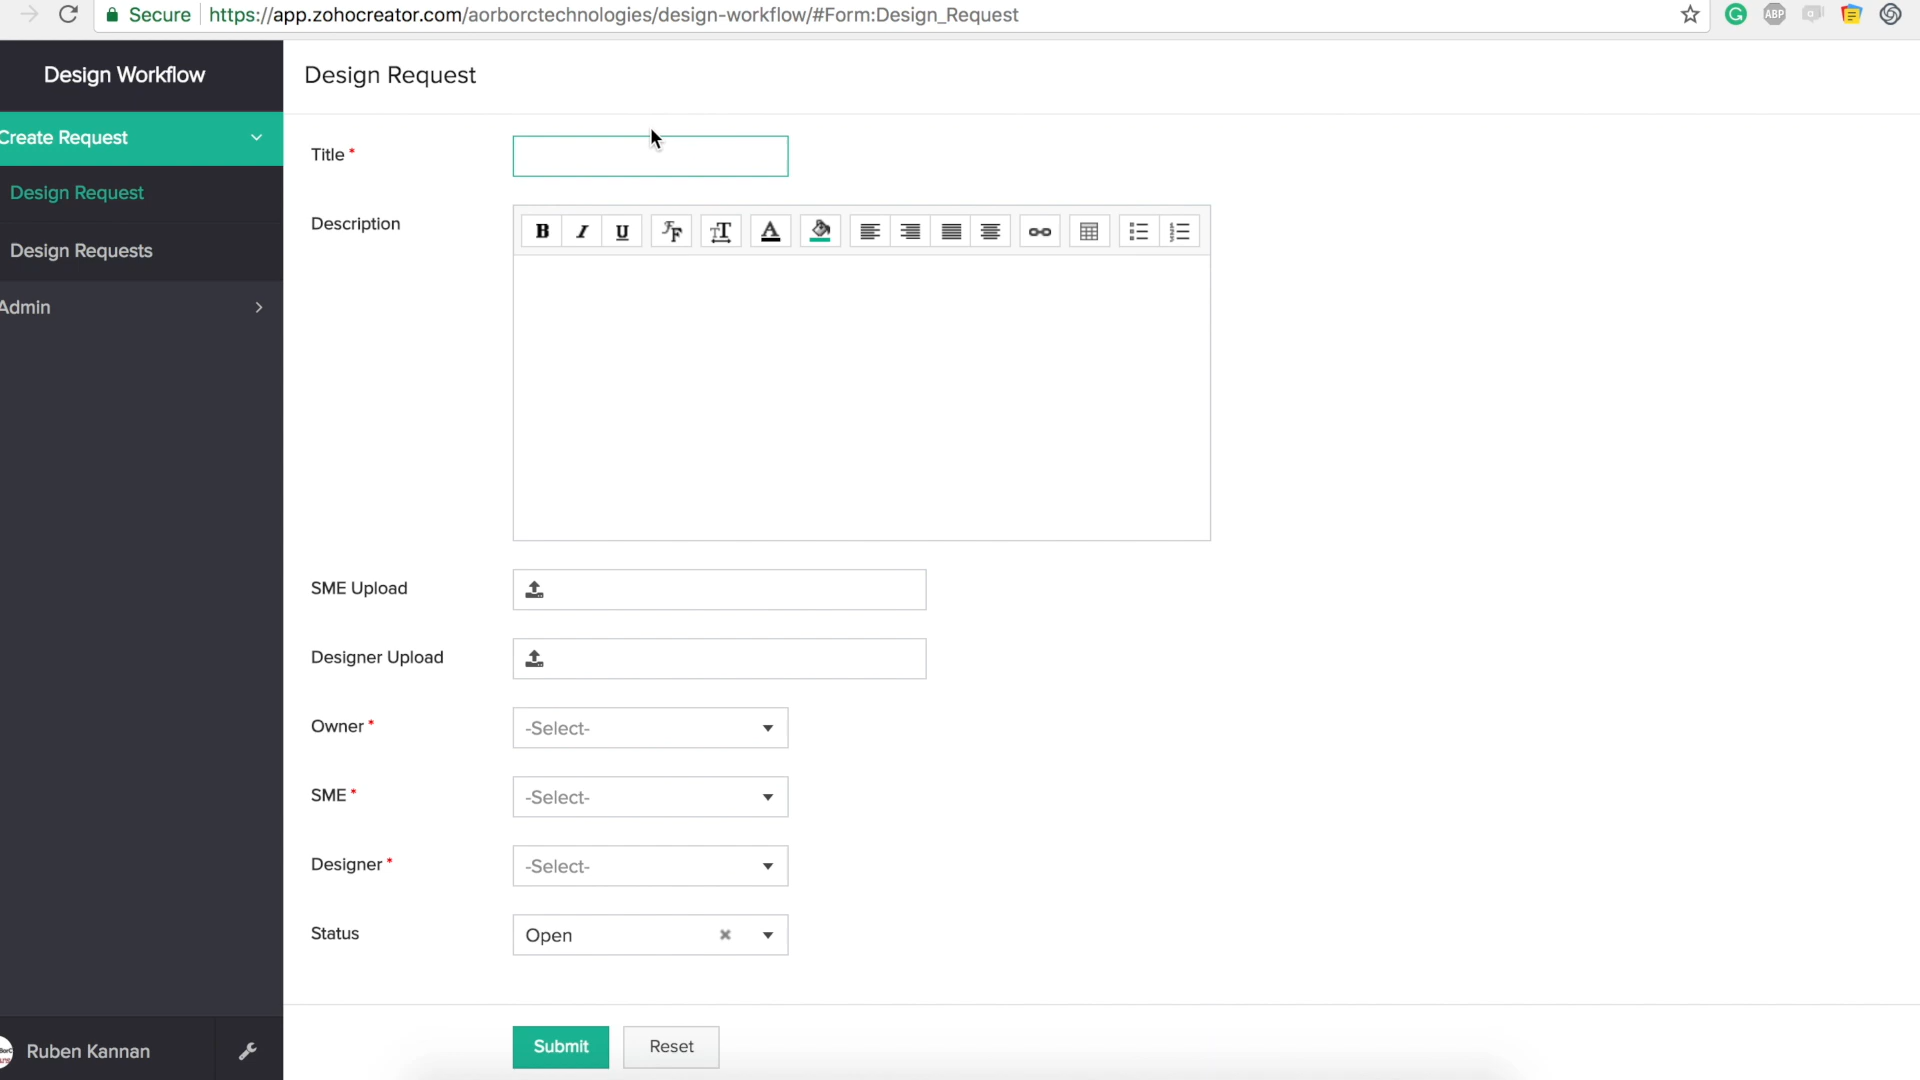 Secure https://app.zohocreator.com/aorborctechnologies/design-workflow/#Form:Design_Request
ABP
Design Workflow
Design Request
Create Request
Design Request
Design Requests
Admin
Title *
Description
SME Upload
Designer Upload
Owner * -Select-
SME * -Select-
Designer * -Select-
Status Open
Submit Reset
Ruben Kannan